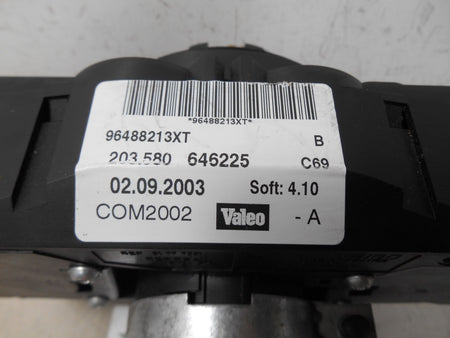 *96488213XT*
96488213XT B
203.580 646225 C69
02.09.2003 Soft: 4.10
COM2002 Valeo - A